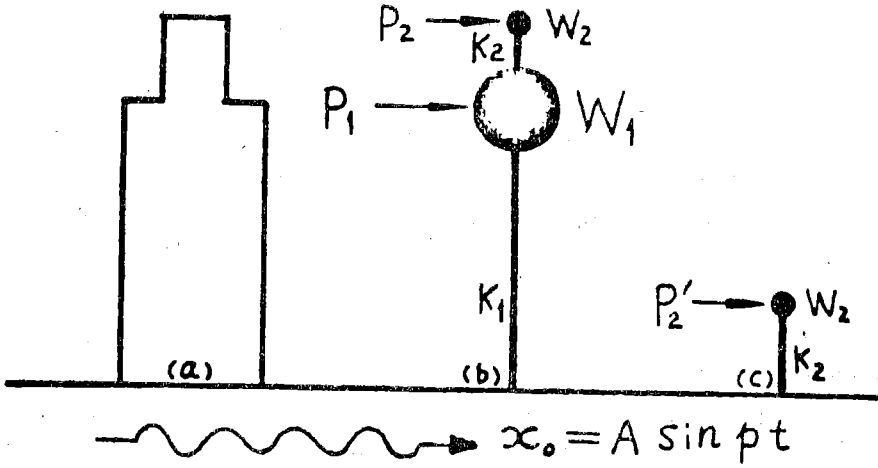 P₂ W₂
K₂
P₁ W₁
K₁
P₂′ W₂
K₂
(a) (b) (c)
x₀ = A sin pt